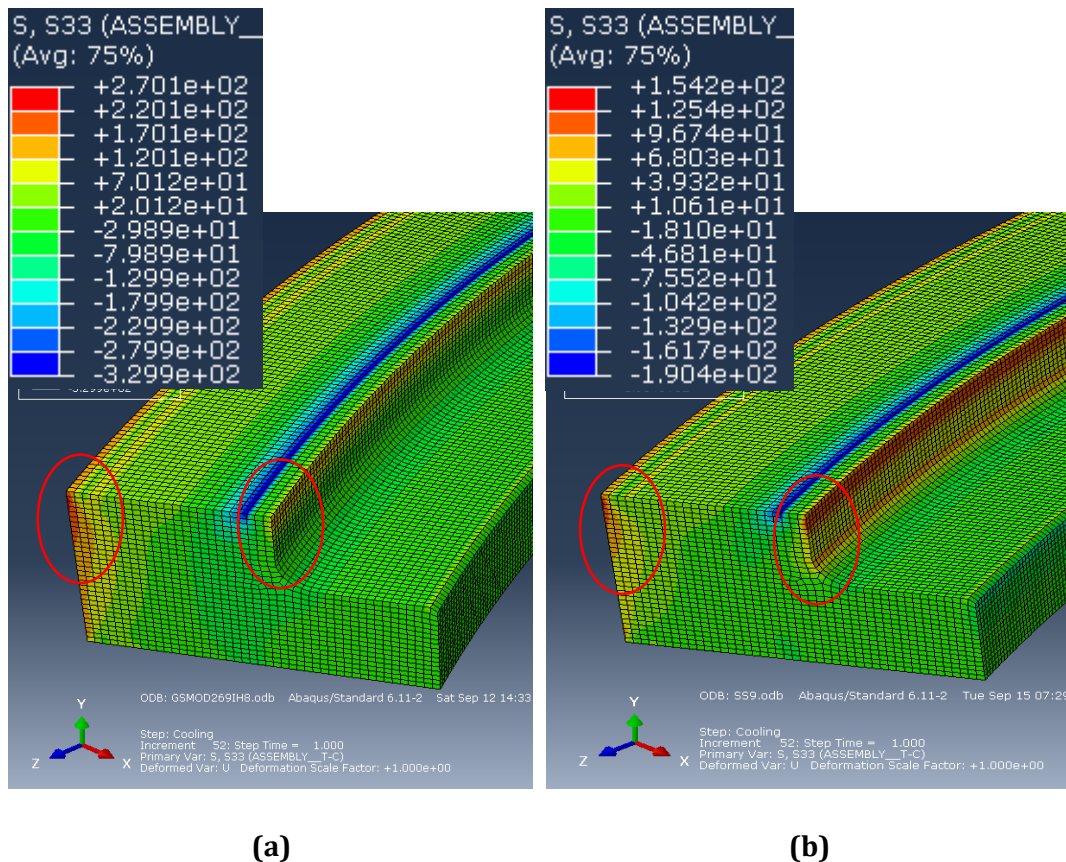 S, S33 (ASSEMBLY__
(Avg: 75%)
+2.701e+02
+2.201e+02
+1.701e+02
+1.201e+02
+7.012e+01
+2.012e+01
-2.989e+01
-7.989e+01
-1.299e+02
-1.799e+02
-2.299e+02
-2.799e+02
-3.299e+02
-3.299e+02
ODB: GSMOD269IH8.odb Abaqus/Standard 6.11-2 Sat Sep 12 14:33
Step: Cooling
Increment 52: Step Time = 1.000
Primary Var: S, S33 (ASSEMBLY__T-C)
Deformed Var: U Deformation Scale Factor: +1.000e+00
Y
Z
X
(a)
S, S33 (ASSEMBLY__
(Avg: 75%)
+1.542e+02
+1.254e+02
+9.674e+01
+6.803e+01
+3.932e+01
+1.061e+01
-1.810e+01
-4.681e+01
-7.552e+01
-1.042e+02
-1.329e+02
-1.617e+02
-1.904e+02
ODB: SS9.odb Abaqus/Standard 6.11-2 Tue Sep 15 07:29
Step: Cooling
Increment 52: Step Time = 1.000
Primary Var: S, S33 (ASSEMBLY__T-C)
Deformed Var: U Deformation Scale Factor: +1.000e+00
Y
Z
X
(b)